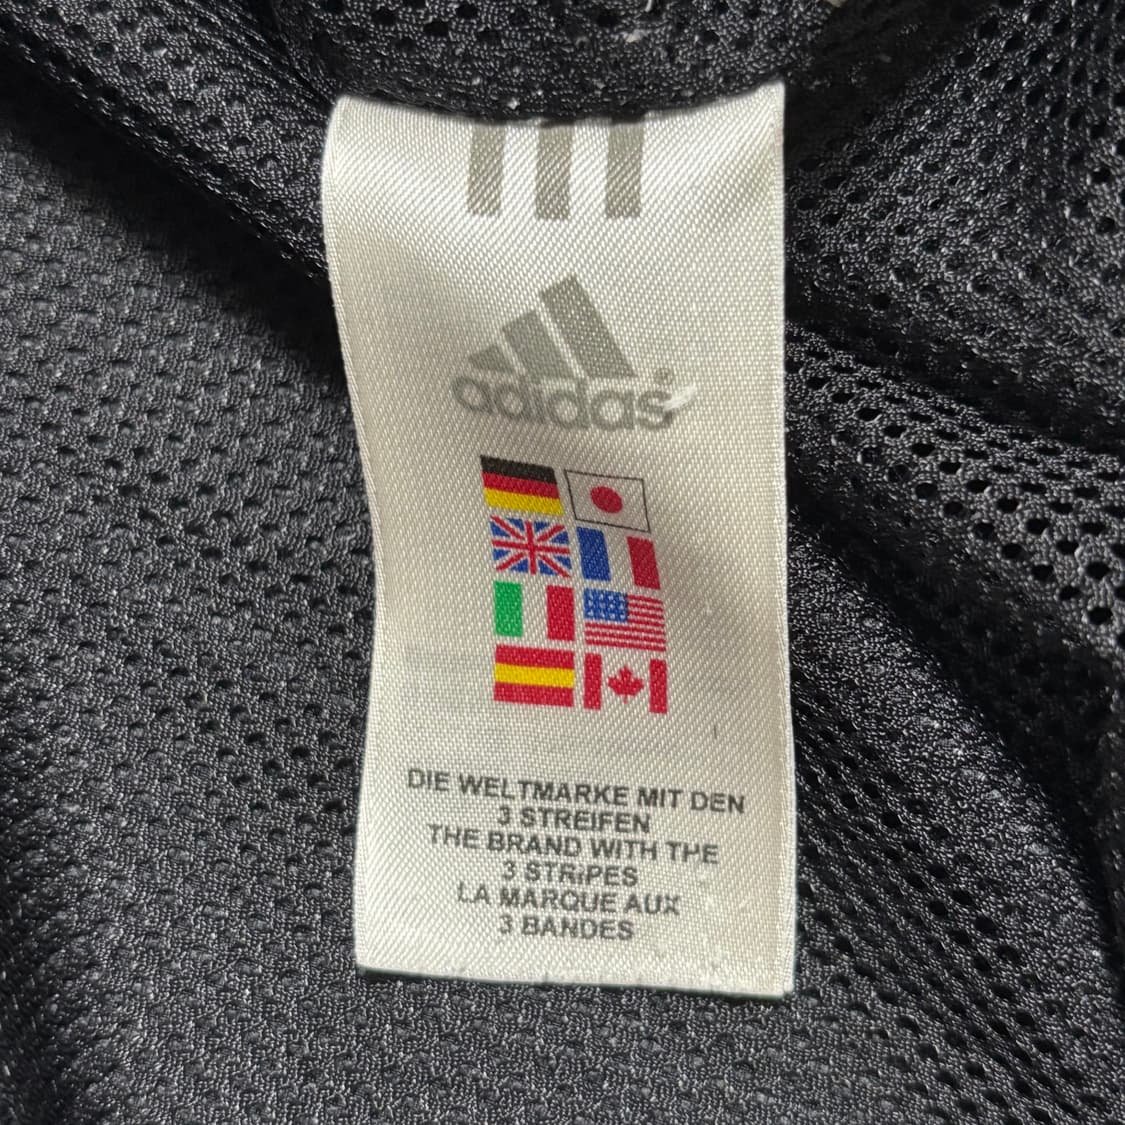 adidas®
DIE WELTMARKE MIT DEN
3 STREIFEN
THE BRAND WITH THE
3 STRIPES
LA MARQUE AUX
3 BANDES